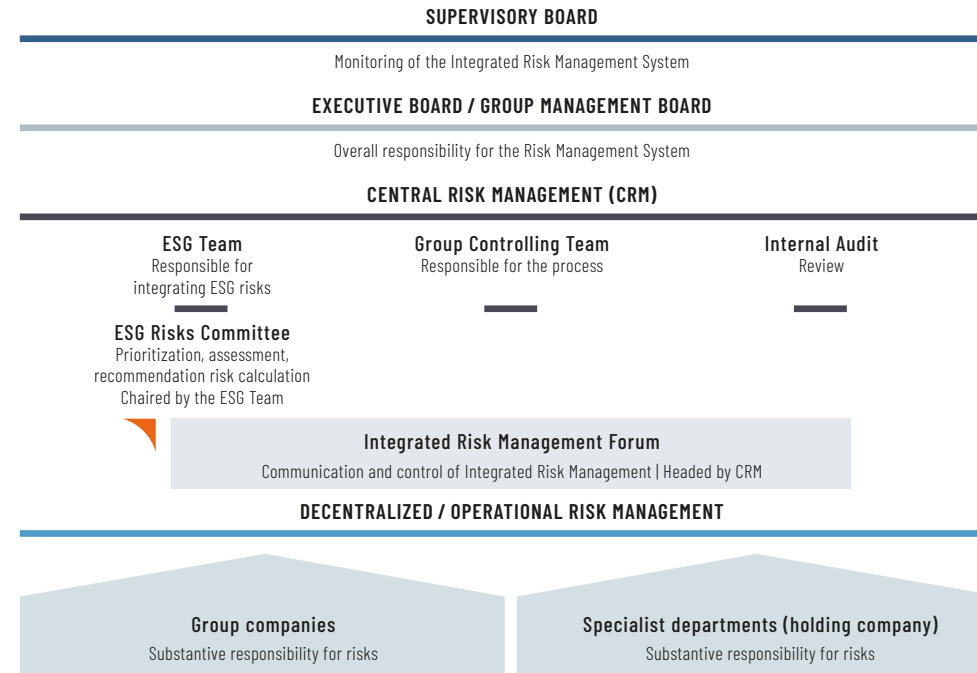 SUPERVISORY BOARD
Monitoring of the Integrated Risk Management System
EXECUTIVE BOARD / GROUP MANAGEMENT BOARD
Overall responsibility for the Risk Management System
CENTRAL RISK MANAGEMENT (CRM)
ESG Team
Responsible for
integrating ESG risks
Group Controlling Team
Responsible for the process
Internal Audit
Review
ESG Risks Committee
Prioritization, assessment,
recommendation risk calculation
Chaired by the ESG Team
Integrated Risk Management Forum
Communication and control of Integrated Risk Management | Headed by CRM
DECENTRALIZED / OPERATIONAL RISK MANAGEMENT
Group companies
Substantive responsibility for risks
Specialist departments (holding company)
Substantive responsibility for risks